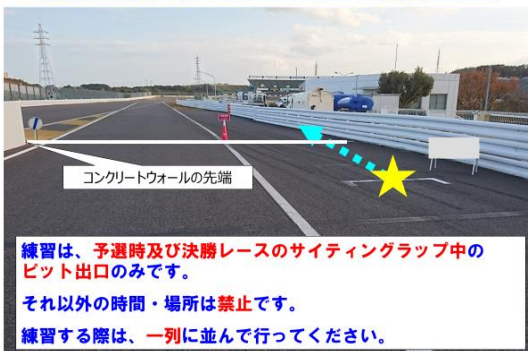 コンクリートウォールの先端
練習は、予選時及び決勝レースのサイティングラップ中の
ピット出口のみです。
それ以外の時間・場所は禁止です。
練習する際は、一列に並んで行ってください。